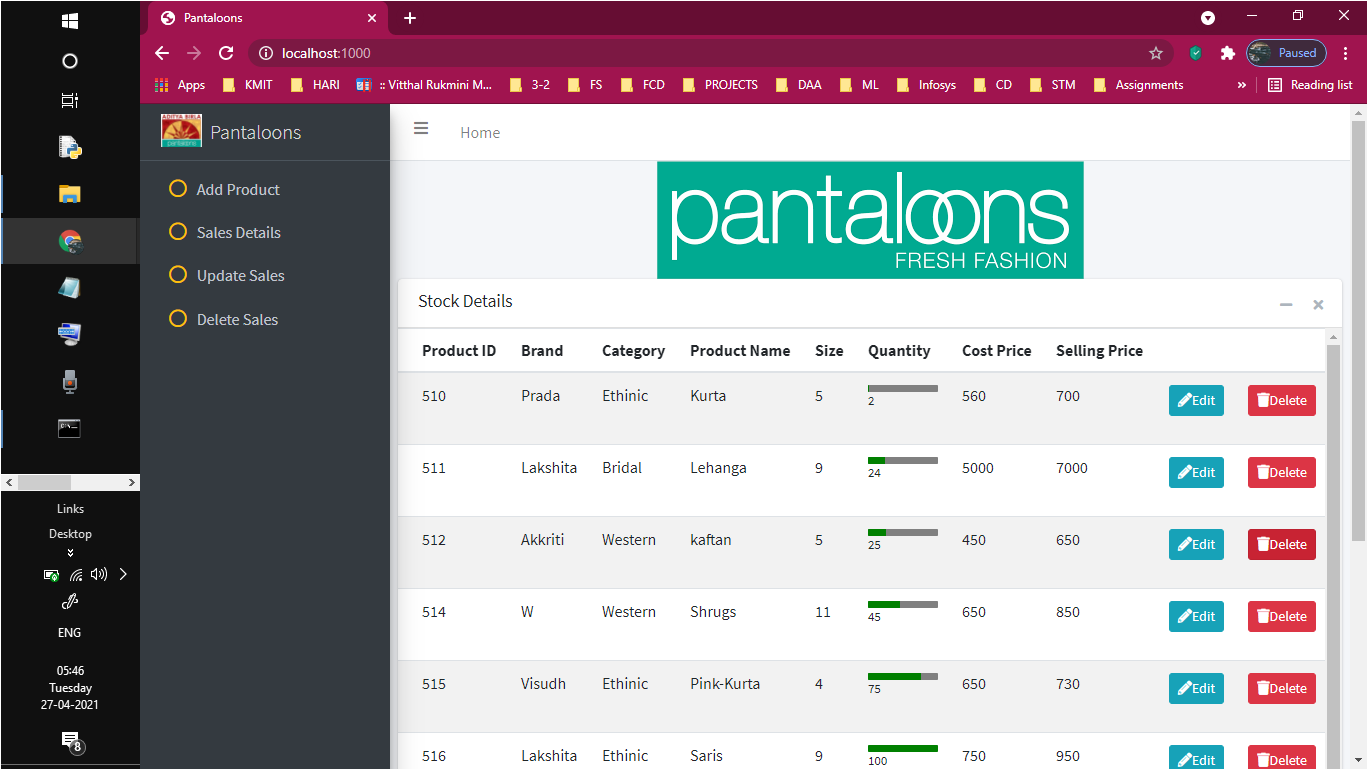 Pantaloons
localhost:1000
Paused
Apps KMIT HARI :: Vitthal Rukmini M... 3-2 FS FCD PROJECTS DAA ML Infosys CD STM Assignments » Reading list
ADITYA BIRLA
pantaloons
Pantaloons
Home
Add Product
Sales Details
Update Sales
Delete Sales
pantaloons
FRESH FASHION
Stock Details
Product ID Brand Category Product Name Size Quantity Cost Price Selling Price
510 Prada Ethinic Kurta 5 2 560 700 Edit Delete
511 Lakshita Bridal Lehanga 9 24 5000 7000 Edit Delete
512 Akkriti Western kaftan 5 25 450 650 Edit Delete
514 W Western Shrugs 11 45 650 850 Edit Delete
515 Visudh Ethinic Pink-Kurta 4 75 650 730 Edit Delete
516 Lakshita Ethinic Saris 9 100 750 950 Edit Delete
Links
Desktop
ENG
05:46
Tuesday
27-04-2021
8